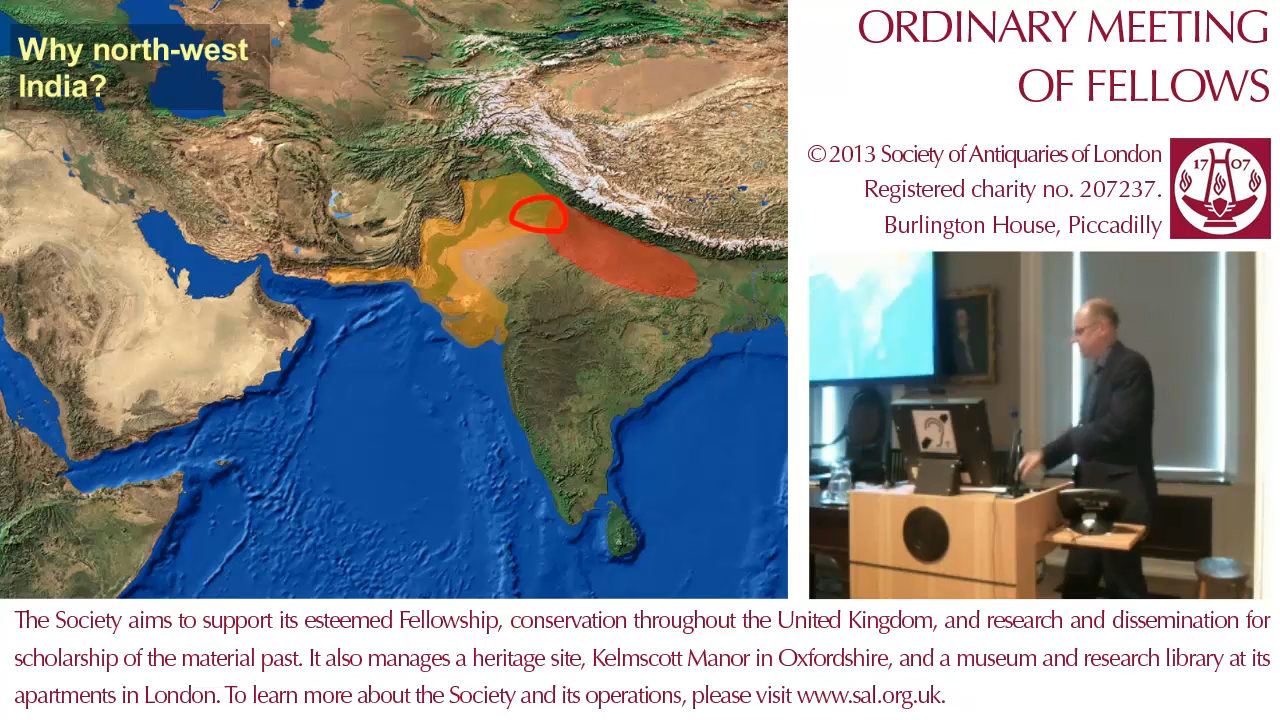 Why north-west
India?
ORDINARY MEETING
OF FELLOWS
© 2013 Society of Antiquaries of London
Registered charity no. 207237.
Burlington House, Piccadilly
17 07
The Society aims to support its esteemed Fellowship, conservation throughout the United Kingdom, and research and dissemination for
scholarship of the material past. It also manages a heritage site, Kelmscott Manor in Oxfordshire, and a museum and research library at its
apartments in London. To learn more about the Society and its operations, please visit www.sal.org.uk.